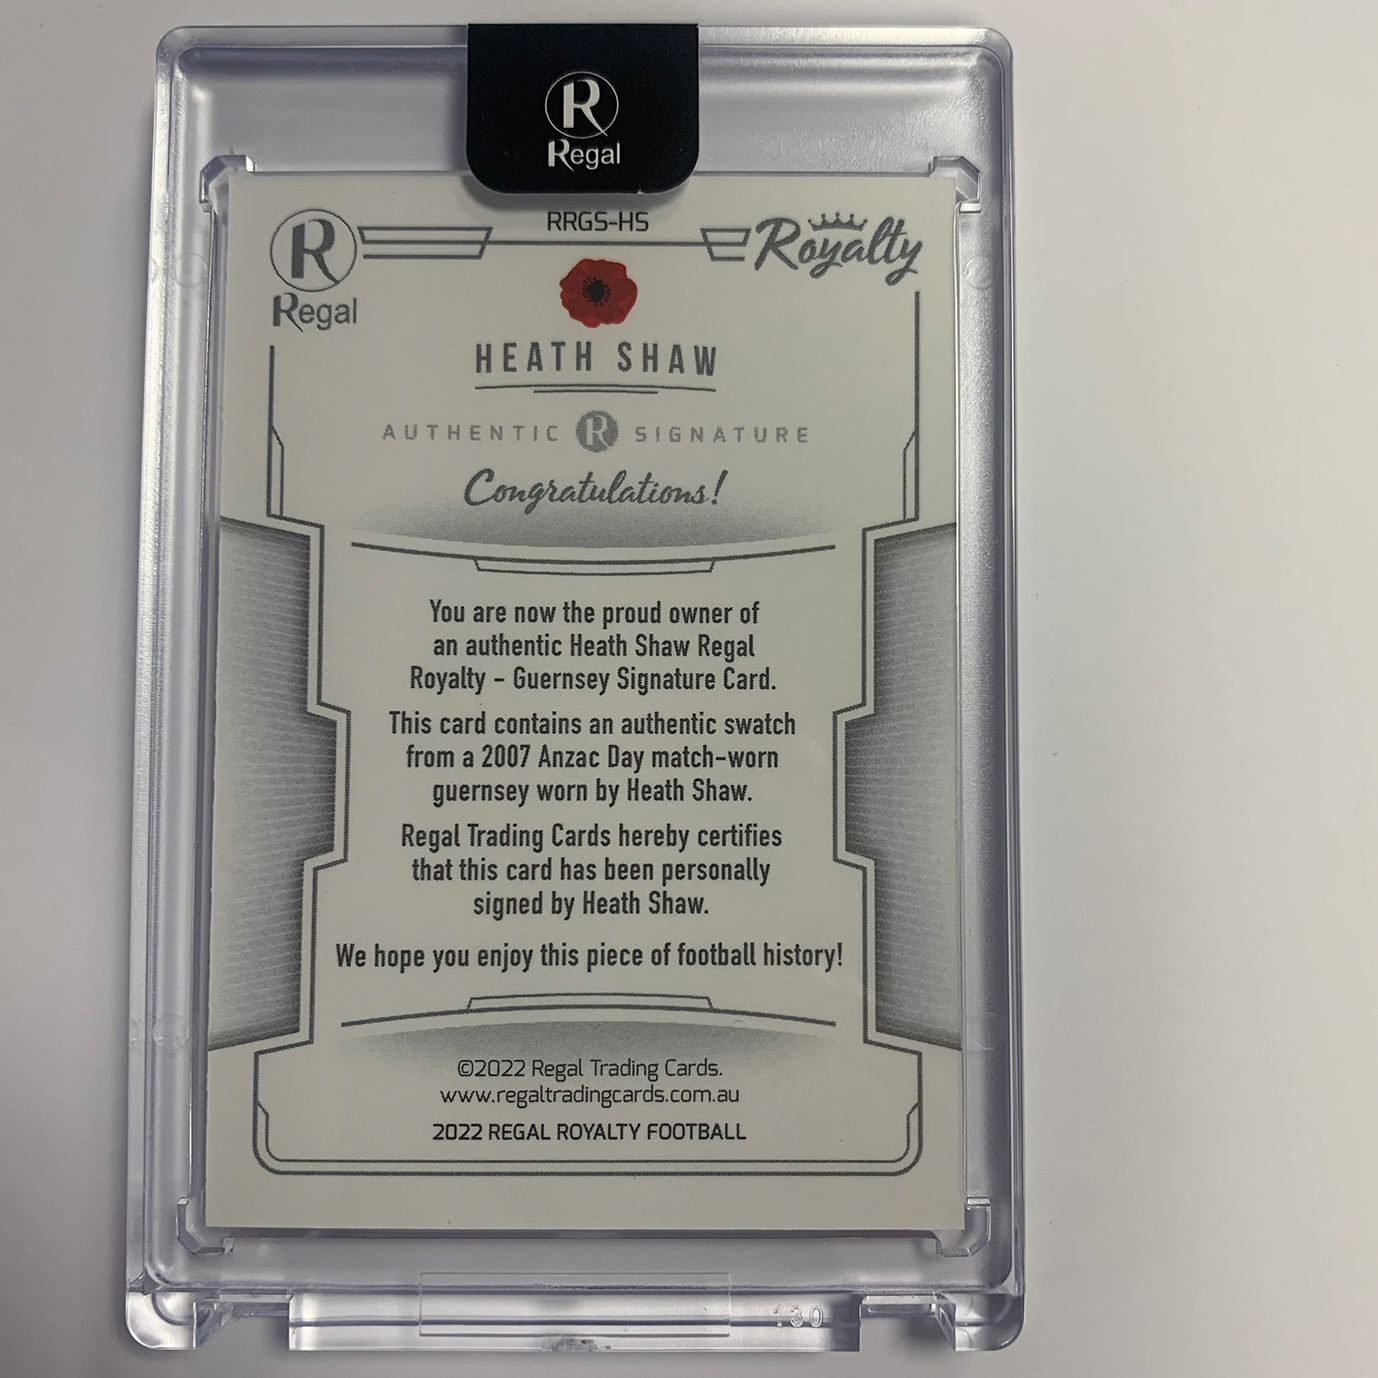 R
Regal
RRGS-HS
R
Regal
Royalty
HEATH SHAW
AUTHENTIC R SIGNATURE
Congratulations!
You are now the proud owner of
an authentic Heath Shaw Regal
Royalty - Guernsey Signature Card.
This card contains an authentic swatch
from a 2007 Anzac Day match-worn
guernsey worn by Heath Shaw.
Regal Trading Cards hereby certifies
that this card has been personally
signed by Heath Shaw.
We hope you enjoy this piece of football history!
©2022 Regal Trading Cards.
www.regaltradingcards.com.au
2022 REGAL ROYALTY FOOTBALL
130